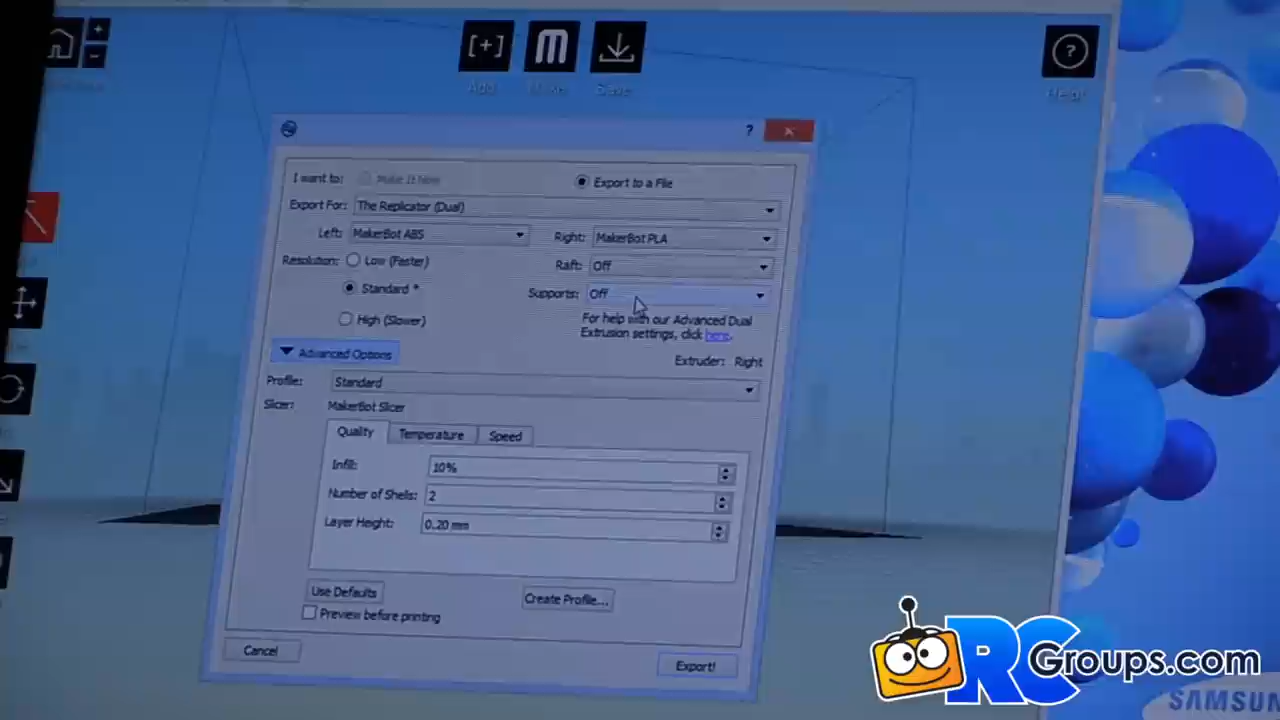 Add
Make
Save
Help!
?
I want to: Make It Now Export to a File
Export For: The Replicator (Dual)
Left: MakerBot ABS Right: MakerBot PLA
Resolution: Low (Faster) Raft: Off
Standard * Supports: Off
High (Slower) For help with our Advanced Dual
Extrusion settings, click here.
Advanced Options Extruder: Right
Profile: Standard
Slicer: MakerBot Slicer
Quality Temperature Speed
Infill: 10%
Number of Shells: 2
Layer Height: 0.20 mm
Use Defaults Create Profile...
Preview before printing
Cancel Export!
RCGroups.com
SAMSUN